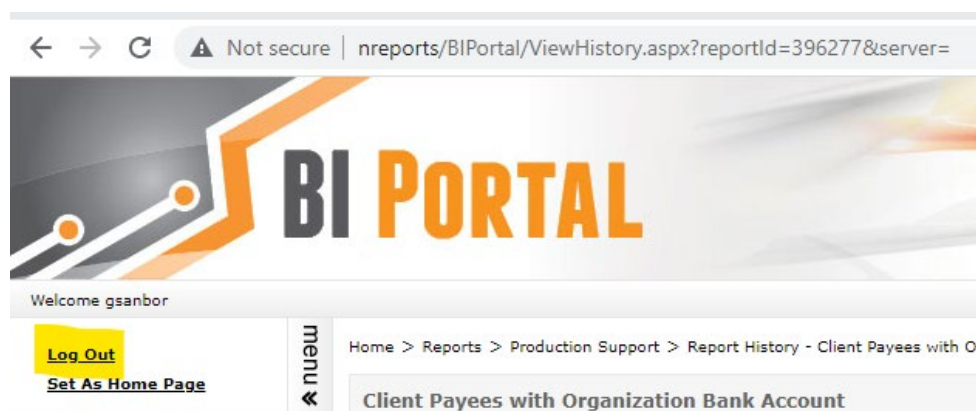 Not secure | nreports/BIPortal/ViewHistory.aspx?reportId=396277&server=
BI PORTAL
Welcome gsanbor
Log Out
Set As Home Page
menu «
Home > Reports > Production Support > Report History - Client Payees with O
Client Payees with Organization Bank Account